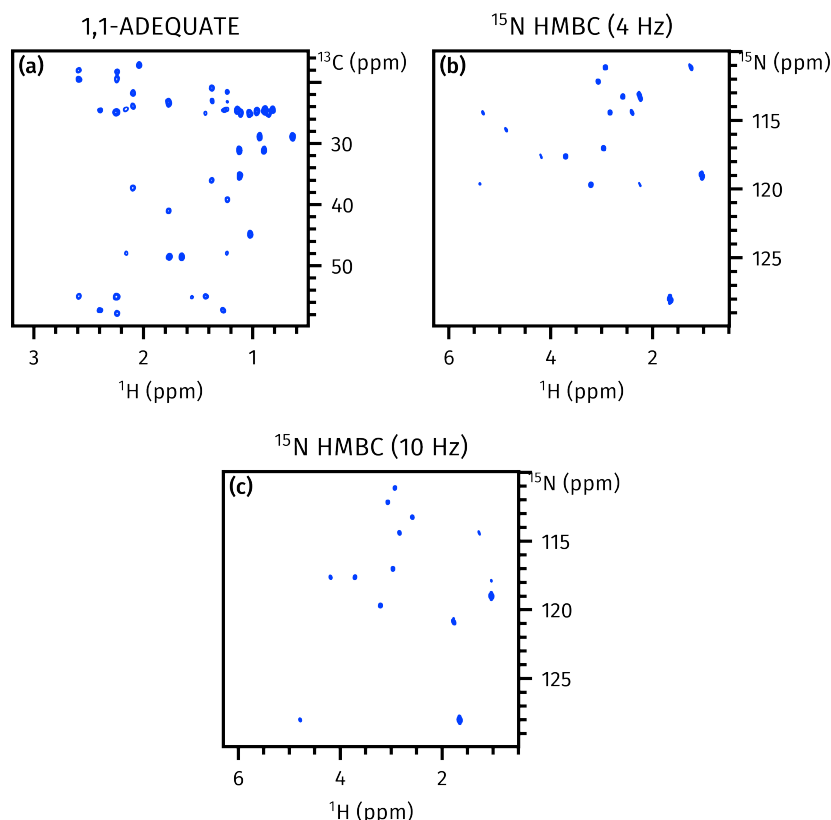 1,1-ADEQUATE
(a)
¹³C (ppm)
30
40
50
3 2 1
¹H (ppm)
¹⁵N HMBC (4 Hz)
(b)
¹⁵N (ppm)
115
120
125
6 4 2
¹H (ppm)
¹⁵N HMBC (10 Hz)
(c)
¹⁵N (ppm)
115
120
125
6 4 2
¹H (ppm)